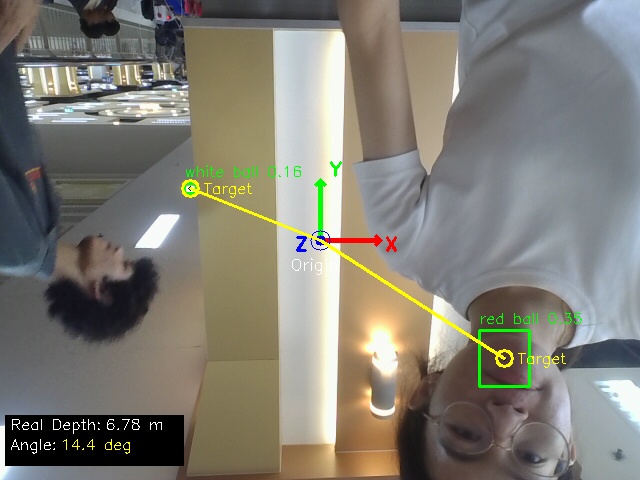 white ball 0.16
Target
Y
Z
X
Origin
red ball 0.35
Target
Real Depth: 6.78 m
Angle: 14.4 deg